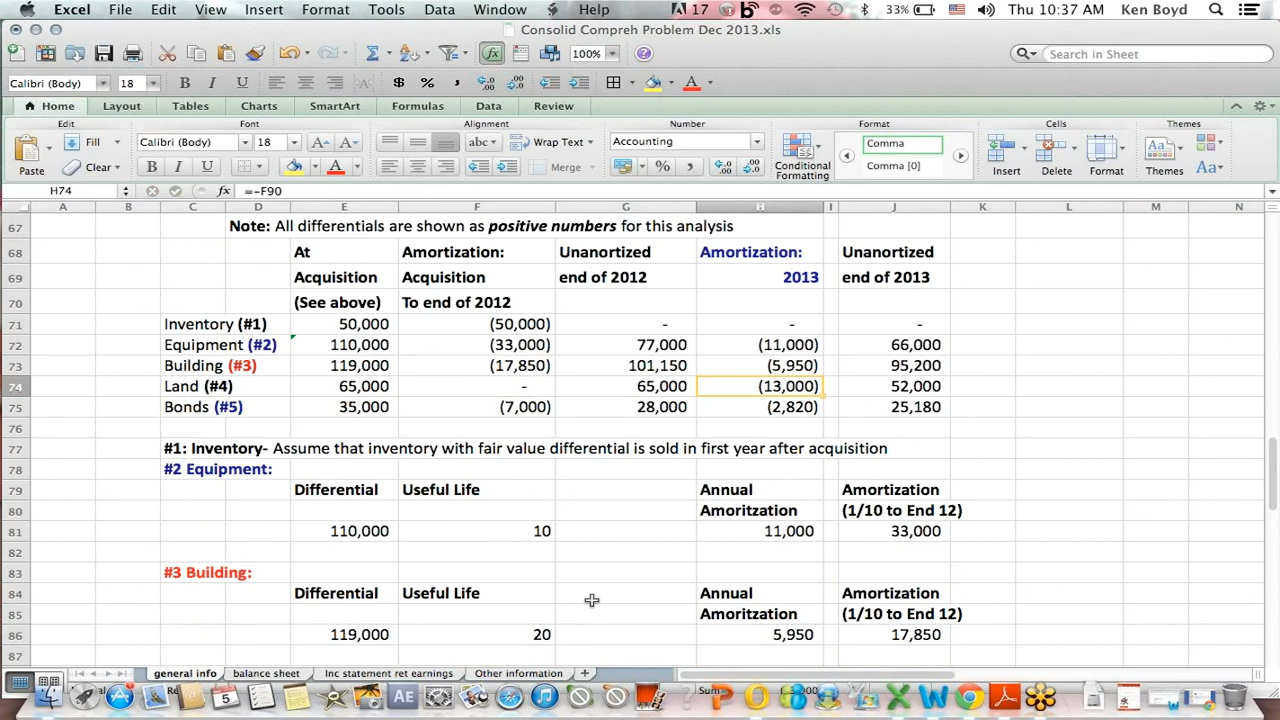 Excel File Edit View Insert Format Tools Data Window Help 17 33% Thu 10:37 AM Ken Boyd
Consolid Compreh Problem Dec 2013.xls
100% Search in Sheet
Calibri (Body) 18 B I U $ % A
Home Layout Tables Charts SmartArt Formulas Data Review
Edit Font Alignment Number Format Cells Themes
Paste Fill Clear Calibri (Body) 18 B I U abc Wrap Text Merge Accounting % Conditional Formatting Comma Comma [0] Insert Delete Format Themes Aa
H74 fx =-F90
A B C D E F G H I J K L M N
67 Note: All differentials are shown as positive numbers for this analysis
68 At Amortization: Unanortized Amortization: Unanortized
69 Acquisition Acquisition end of 2012 2013 end of 2013
70 (See above) To end of 2012
71 Inventory (#1) 50,000 (50,000) - - -
72 Equipment (#2) 110,000 (33,000) 77,000 (11,000) 66,000
73 Building (#3) 119,000 (17,850) 101,150 (5,950) 95,200
74 Land (#4) 65,000 - 65,000 (13,000) 52,000
75 Bonds (#5) 35,000 (7,000) 28,000 (2,820) 25,180
76
77 #1: Inventory- Assume that inventory with fair value differential is sold in first year after acquisition
78 #2 Equipment:
79 Differential Useful Life Annual Amortization
80 Amoritzation (1/10 to End 12)
81 110,000 10 11,000 33,000
82
83 #3 Building:
84 Differential Useful Life Annual Amortization
85 Amoritzation (1/10 to End 12)
86 119,000 20 5,950 17,850
87
general info balance sheet Inc statement ret earnings Other information